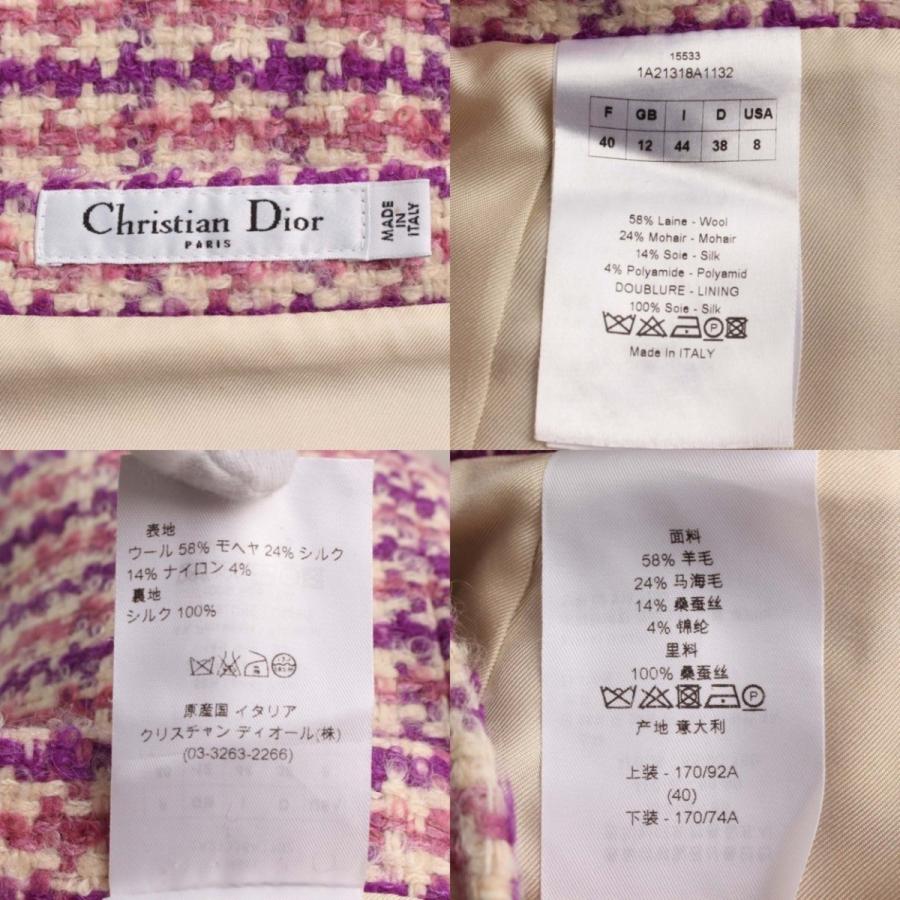 Christian Dior
PARIS
MADE
IN
ITALY
15533
1A21318A1132
F GB I D USA
40 12 44 38 8
58% Laine - Wool
24% Mohair - Mohair
14% Soie - Silk
4% Polyamide - Polyamid
DOUBLURE - LINING
100% Soie - Silk
P
Made in ITALY
表地
ウール 58% モヘヤ 24% シルク
14% ナイロン 4%
裏地
シルク 100%
原産国 イタリア
クリスチャン ディオール(株)
(03-3263-2266)
面料
58% 羊毛
24% 马海毛
14% 桑蚕丝
4% 锦纶
里料
100% 桑蚕丝
P
产地 意大利
上装 - 170/92A
(40)
下装 - 170/74A